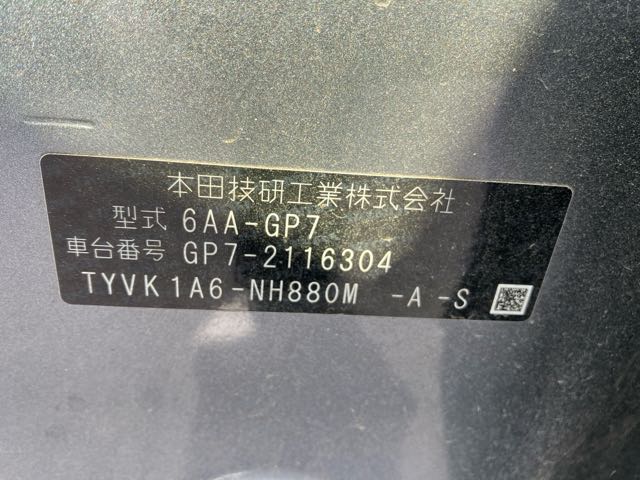 本田技研工業株式会社
型式 6AA-GP7
車台番号 GP7-2116304
TYVK1A6-NH880M -A-S